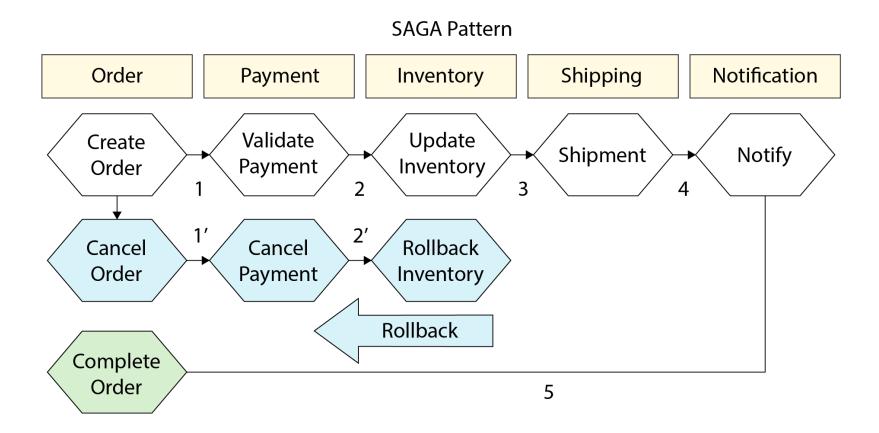 SAGA Pattern
Order
Payment
Inventory
Shipping
Notification
Create
Order
Validate
Payment
Update
Inventory
Shipment
Notify
1
2
3
4
Cancel
Order
1′
Cancel
Payment
2′
Rollback
Inventory
Rollback
Complete
Order
5